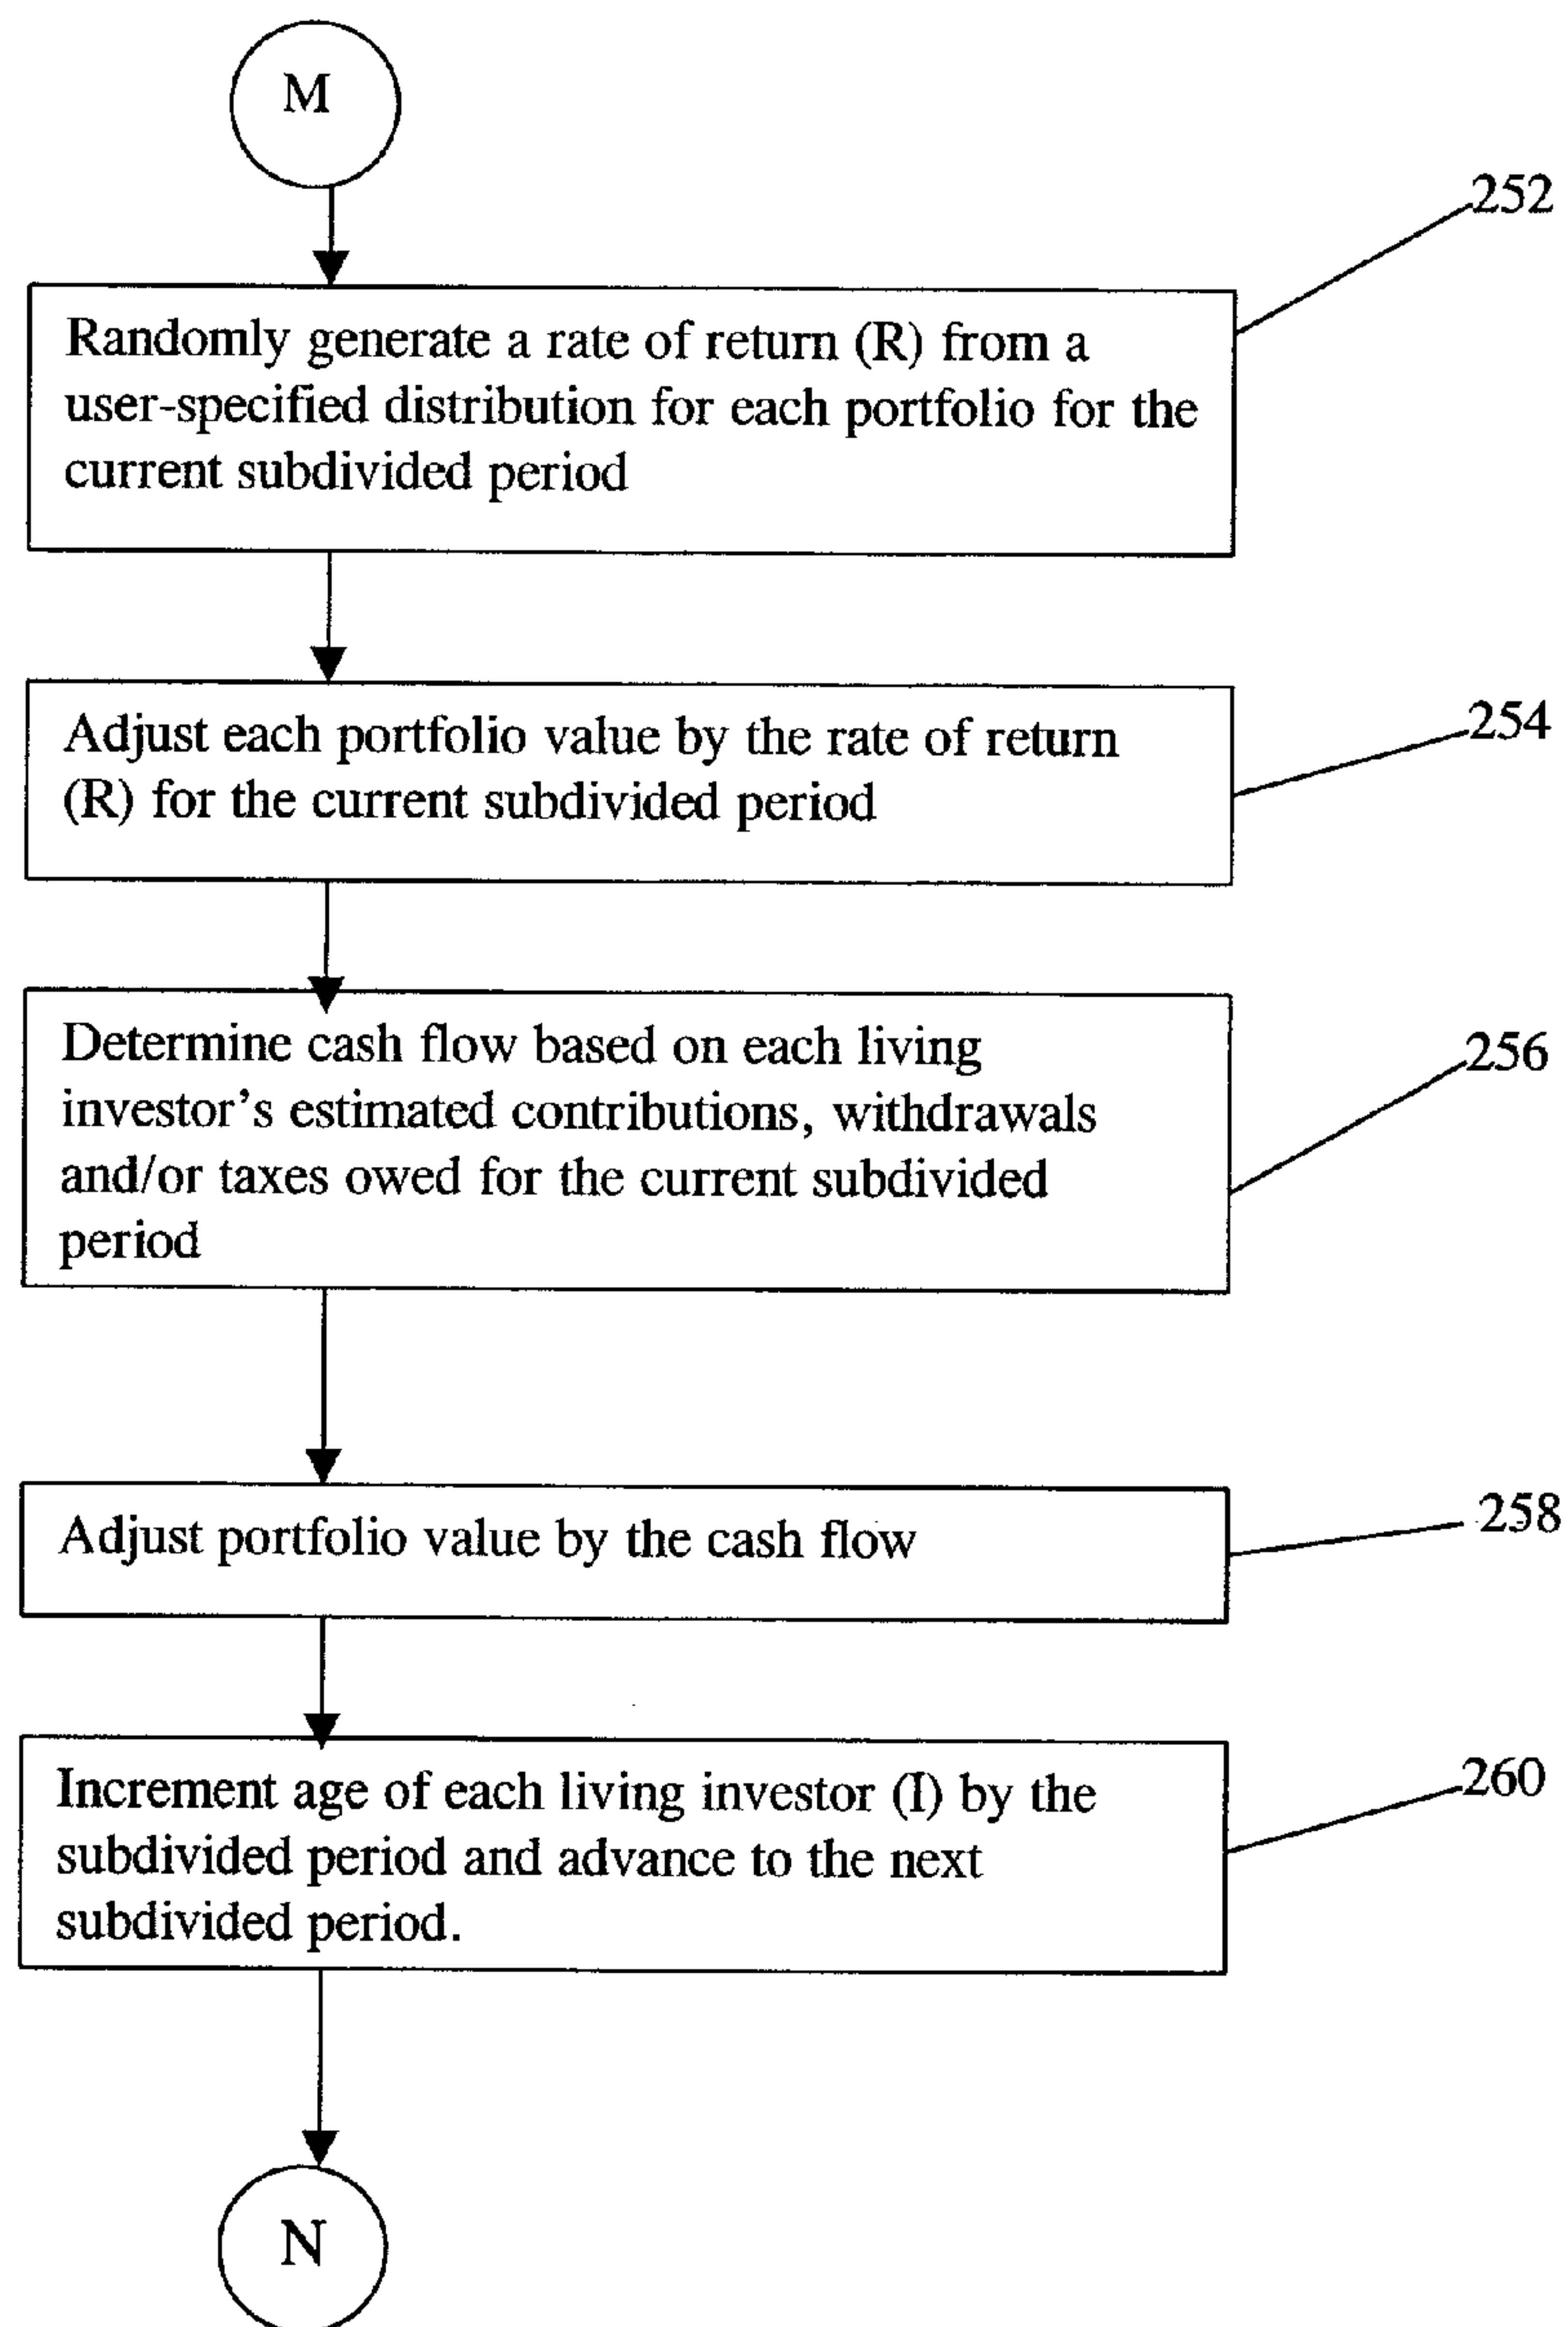 M
252
Randomly generate a rate of return (R) from a
user-specified distribution for each portfolio for the
current subdivided period
254
Adjust each portfolio value by the rate of return
(R) for the current subdivided period
256
Determine cash flow based on each living
investor's estimated contributions, withdrawals
and/or taxes owed for the current subdivided
period
258
Adjust portfolio value by the cash flow
260
Increment age of each living investor (I) by the
subdivided period and advance to the next
subdivided period.
N